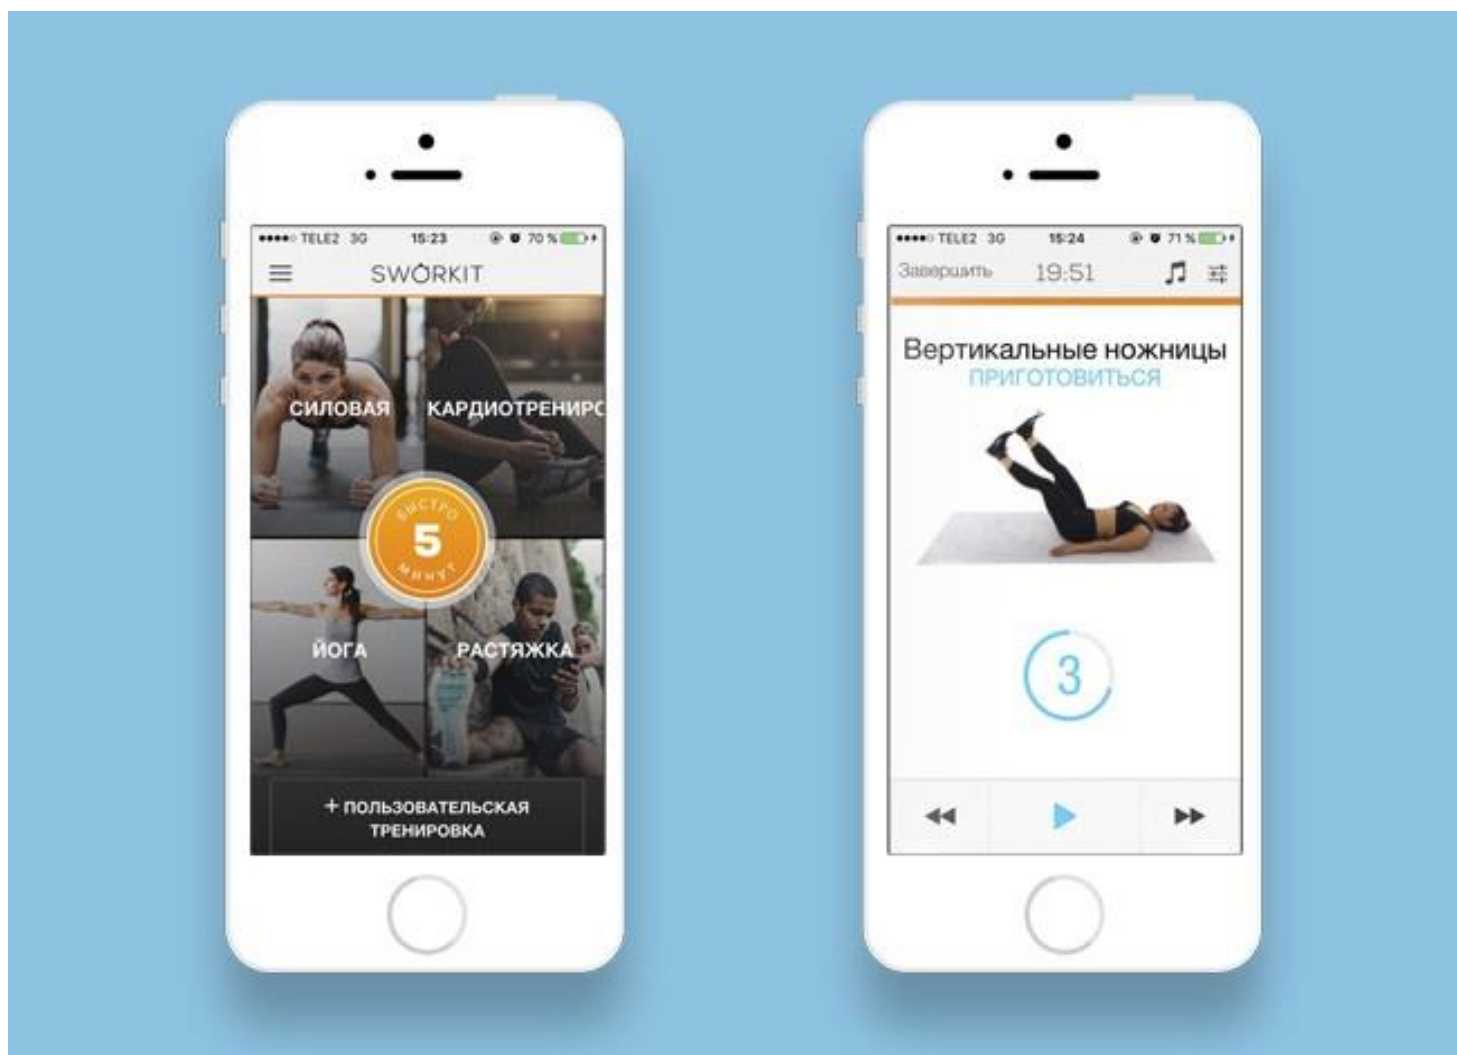 TELE2 3G 15:23 70 %
SWORKIT
СИЛОВАЯ
КАРДИОТРЕНИРО
БЫСТРО
5
МИНУТ
ЙОГА
РАСТЯЖКА
+ ПОЛЬЗОВАТЕЛЬСКАЯ
ТРЕНИРОВКА
TELE2 3G 15:24 71 %
Завершить 19:51
Вертикальные ножницы
ПРИГОТОВИТЬСЯ
3